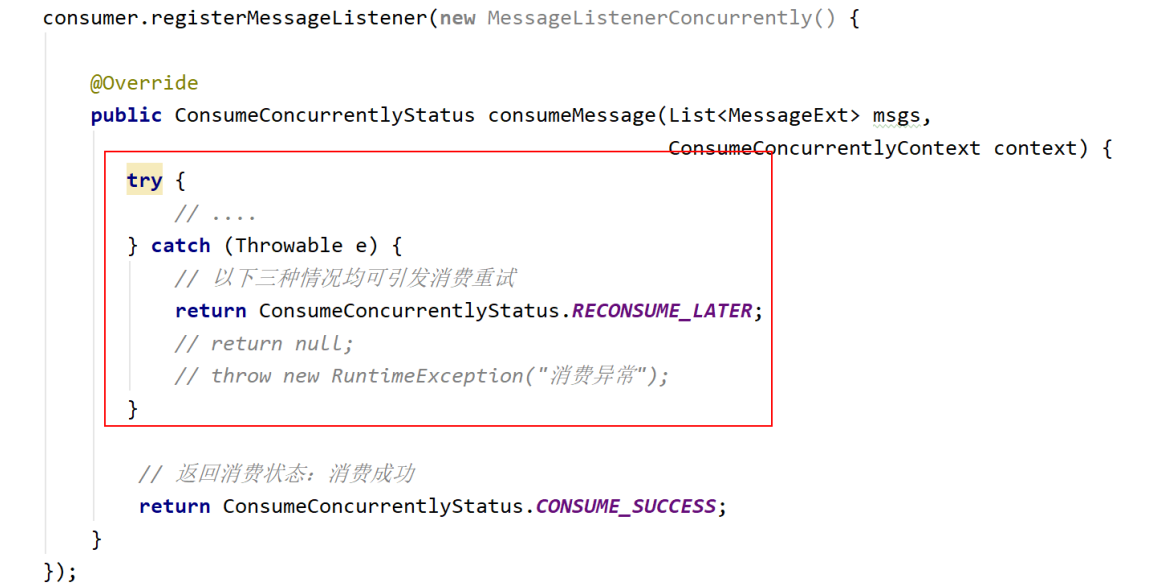 consumer.registerMessageListener(new MessageListenerConcurrently() {
@Override
public ConsumeConcurrentlyStatus consumeMessage(List<MessageExt> msgs,
ConsumeConcurrentlyContext context) {
try {
// ....
} catch (Throwable e) {
// 以下三种情况均可引发消费重试
return ConsumeConcurrentlyStatus.RECONSUME_LATER;
// return null;
// throw new RuntimeException("消费异常");
}
// 返回消费状态：消费成功
return ConsumeConcurrentlyStatus.CONSUME_SUCCESS;
}
});